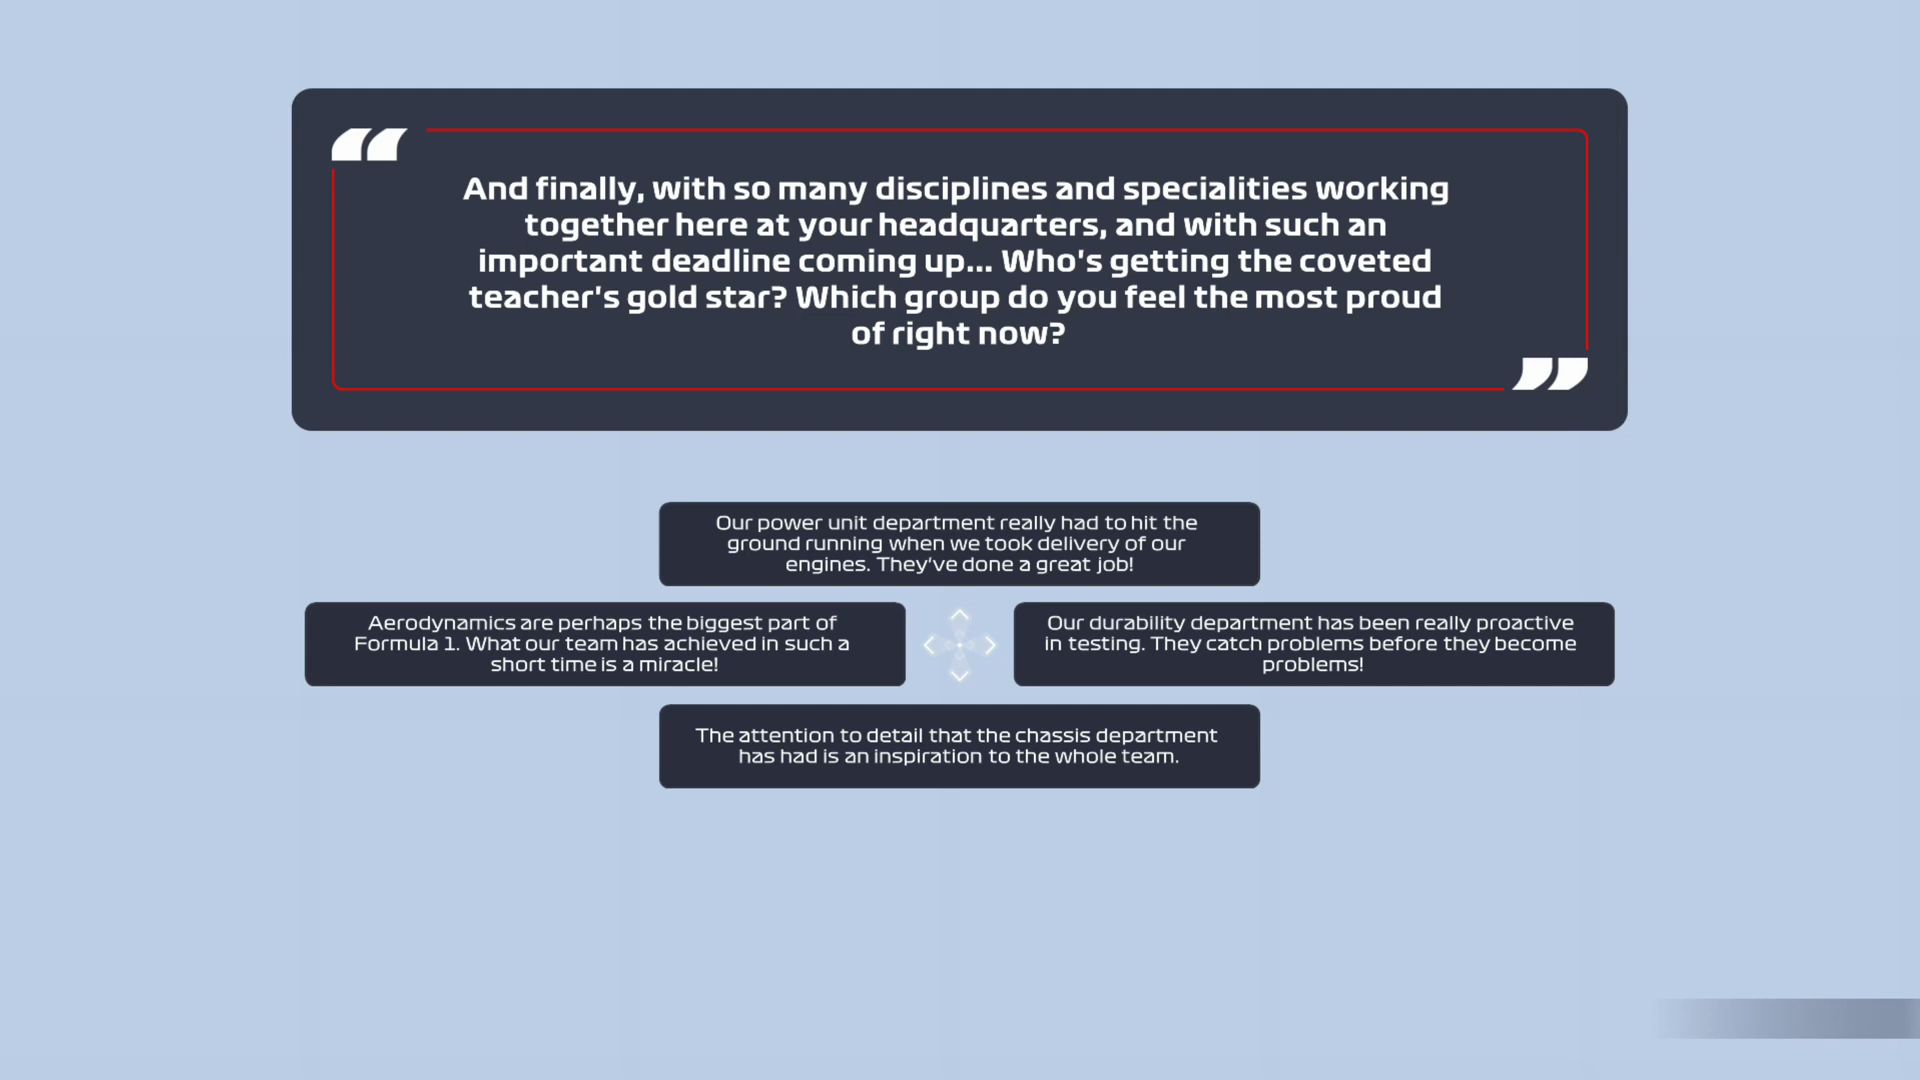 And finally, with so many disciplines and specialities working
together here at your headquarters, and with such an
important deadline coming up... Who's getting the coveted
teacher's gold star? Which group do you feel the most proud
of right now?
Our power unit department really had to hit the
ground running when we took delivery of our
engines. They've done a great job!
Aerodynamics are perhaps the biggest part of
Formula 1. What our team has achieved in such a
short time is a miracle!
Our durability department has been really proactive
in testing. They catch problems before they become
problems!
The attention to detail that the chassis department
has had is an inspiration to the whole team.